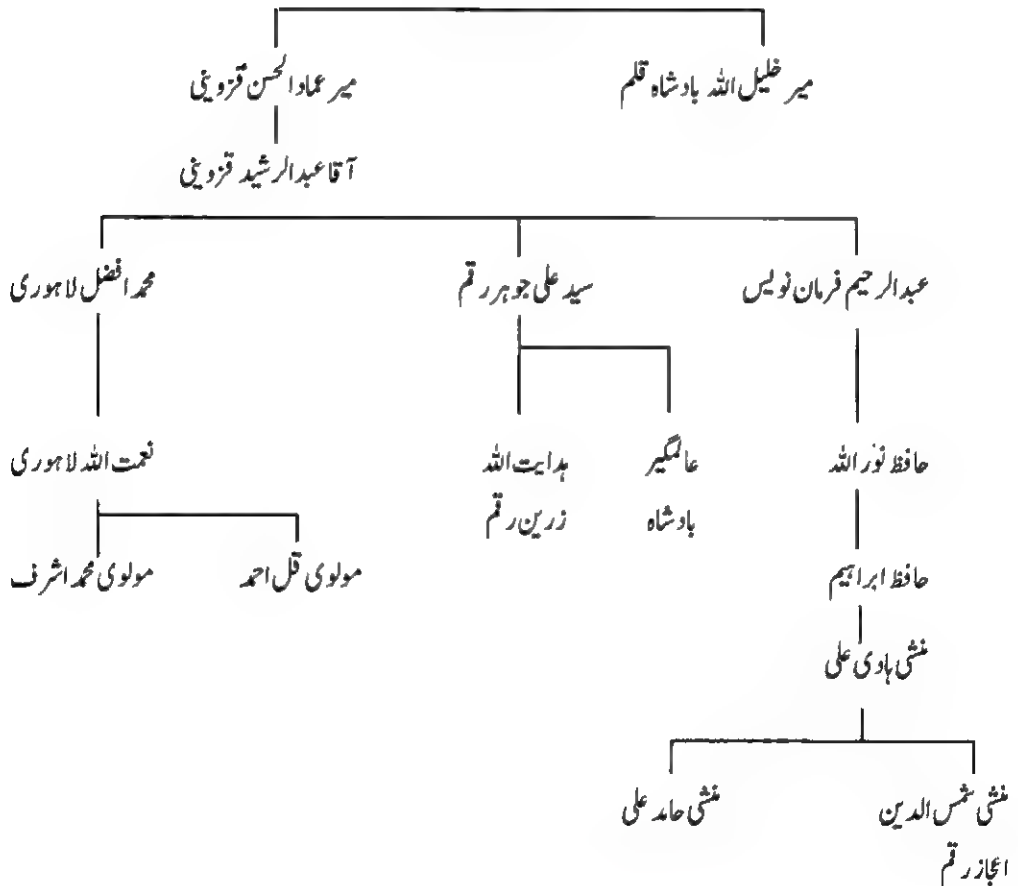 میر خلیل اللہ بادشاہ قلم
میر عماد الحسن قزوینی
آقا عبدالرشید قزوینی
عبدالرحیم فرمان نویس
سید علی جوہر رقم
محمد افضل لاہوری
حافظ نور اللہ
عالمگیر
بادشاہ
ہدایت اللہ
زرین رقم
نعمت اللہ لاہوری
حافظ ابراہیم
مولوی قل احمد
مولوی محمد اشرف
منشی ہادی علی
منشی شمس الدین
اعجاز رقم
منشی حامد علی